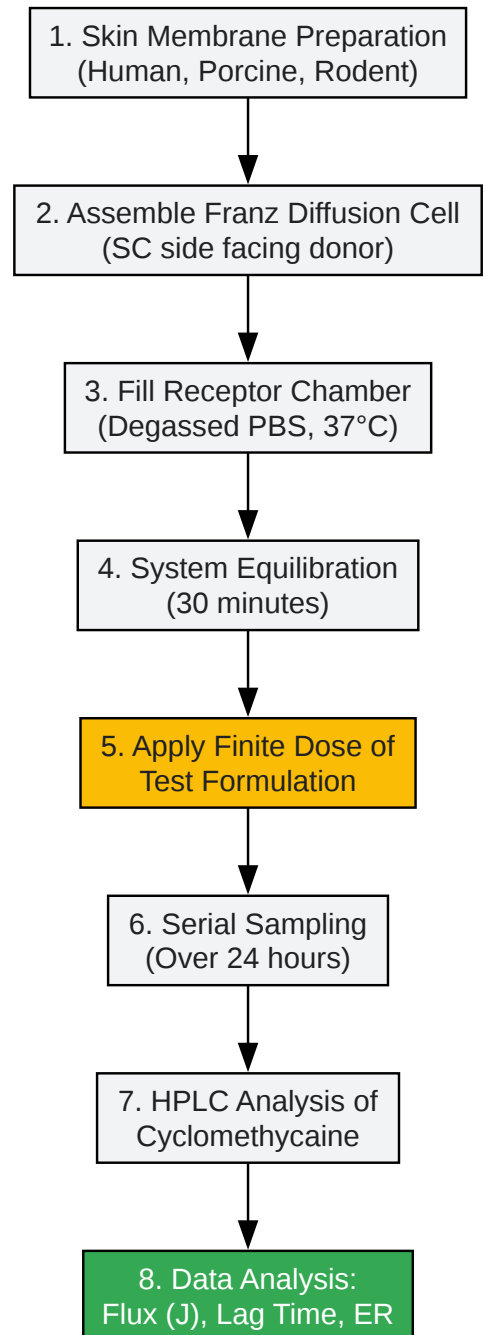 1. Skin Membrane Preparation
(Human, Porcine, Rodent)
2. Assemble Franz Diffusion Cell
(SC side facing donor)
3. Fill Receptor Chamber
(Degassed PBS, 37°C)
4. System Equilibration
(30 minutes)
5. Apply Finite Dose of
Test Formulation
6. Serial Sampling
(Over 24 hours)
7. HPLC Analysis of
Cyclomethycaine
8. Data Analysis:
Flux (J), Lag Time, ER